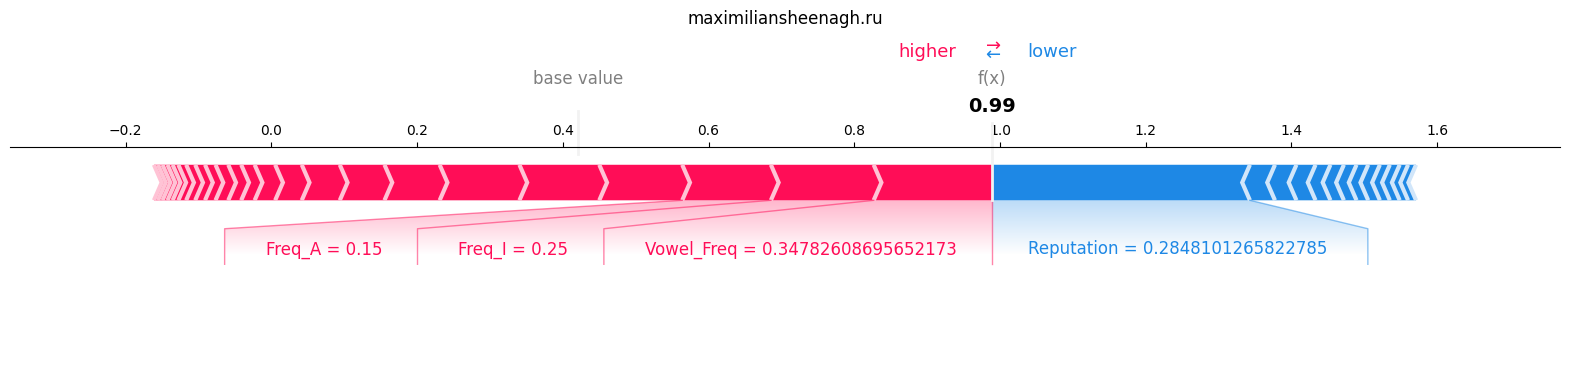 maximiliansheenagh.ru
higher ⇄ lower
base value f(x)
0.99
−0.2 0.0 0.2 0.4 0.6 0.8 1.0 1.2 1.4 1.6
Freq_A = 0.15 Freq_I = 0.25 Vowel_Freq = 0.34782608695652173 Reputation = 0.2848101265822785